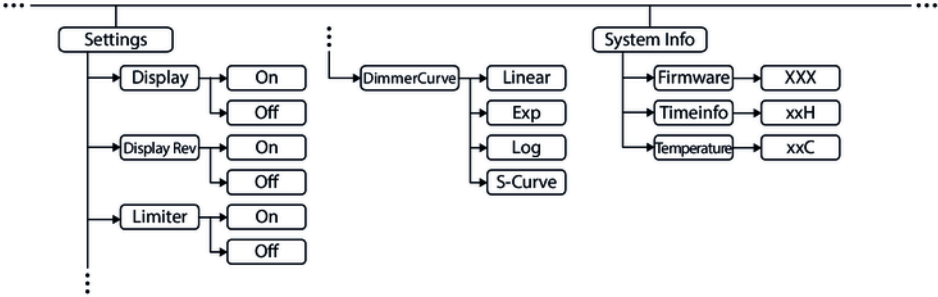 Settings
Display
On
Off
Display Rev
On
Off
Limiter
On
Off
DimmerCurve
Linear
Exp
Log
S-Curve
System Info
Firmware
XXX
Timeinfo
xxH
Temperature
xxC